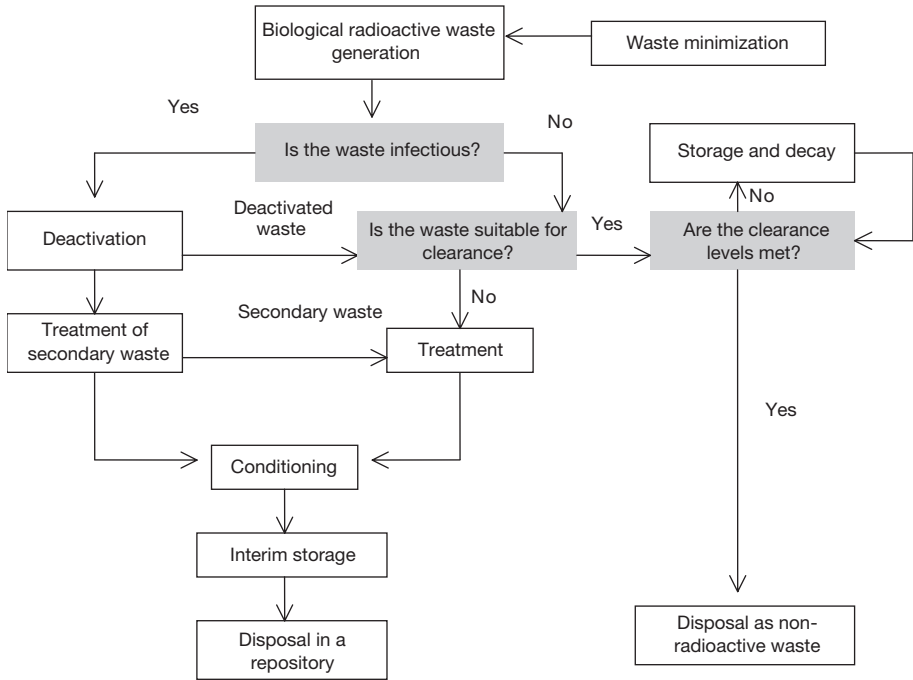 Biological radioactive waste
generation
Waste minimization
Yes
No
Is the waste infectious?
Storage and decay
Deactivated
waste
No
Deactivation
Is the waste suitable for
clearance?
Yes
Are the clearance
levels met?
No
Treatment of
secondary waste
Secondary waste
Treatment
Yes
Conditioning
Interim storage
Disposal in a
repository
Disposal as non-
radioactive waste